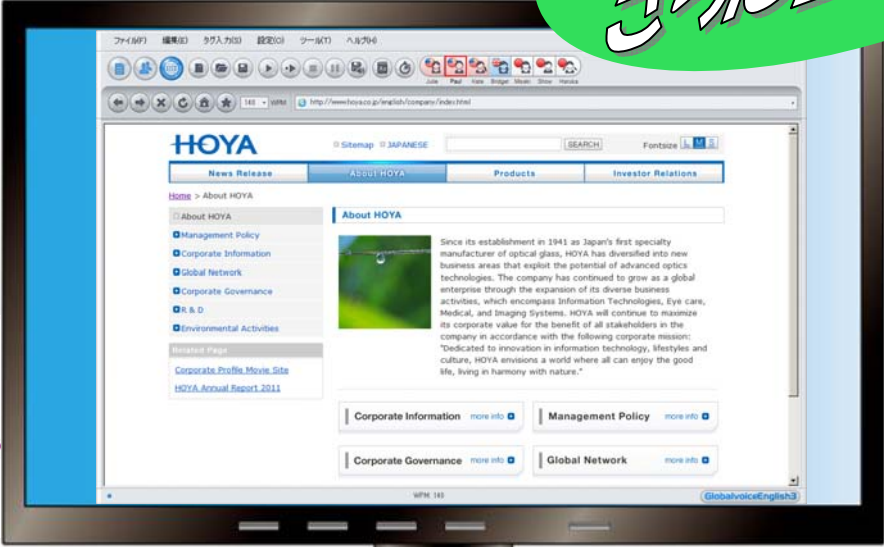 ファイル(F) 編集(E) タグ入力(S) 設定(O) ツール(T) ヘルプ(H)
Julie Paul Kate Bridget Misaki Show Haruka
148 WPM http://www.hoya.co.jp/english/company/index.html
HOYA
Sitemap JAPANESE SEARCH Fontsize L M S
News Release About HOYA Products Investor Relations
Home > About HOYA
About HOYA
Management Policy
Corporate Information
Global Network
Corporate Governance
R & D
Environmental Activities
Related Page
Corporate Profile Movie Site
HOYA Annual Report 2011
About HOYA
Since its establishment in 1941 as Japan's first specialty
manufacturer of optical glass, HOYA has diversified into new
business areas that exploit the potential of advanced optics
technologies. The company has continued to grow as a global
enterprise through the expansion of its diverse business
activities, which encompass Information Technologies, Eye care,
Medical, and Imaging Systems. HOYA will continue to maximize
its corporate value for the benefit of all stakeholders in the
company in accordance with the following corporate mission:
"Dedicated to innovation in information technology, lifestyles and
culture, HOYA envisions a world where all can enjoy the good
life, living in harmony with nature."
Corporate Information more info Management Policy more info
Corporate Governance more info Global Network more info
WPM: 148 GlobalvoiceEnglish3